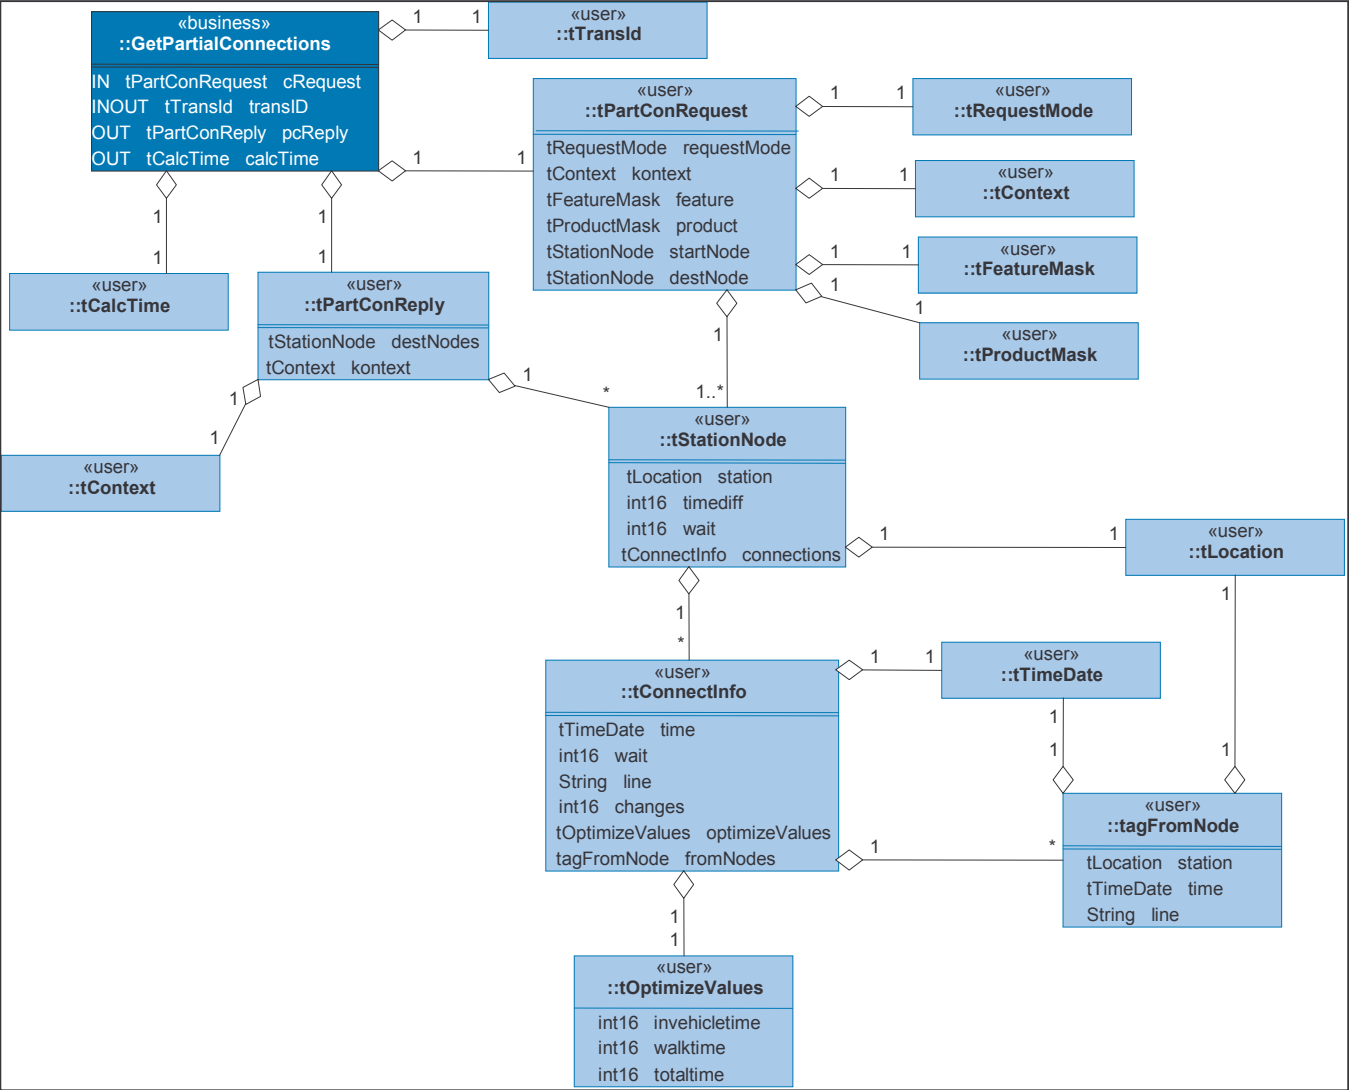 «business»
::GetPartialConnections
IN tPartConRequest cRequest
INOUT tTransId transID
OUT tPartConReply pcReply
OUT tCalcTime calcTime
1
1
«user»
::tTransId
1
1
«user»
::tPartConRequest
tRequestMode requestMode
tContext kontext
tFeatureMask feature
tProductMask product
tStationNode startNode
tStationNode destNode
1
1
«user»
::tRequestMode
1
1
«user»
::tContext
1
1
«user»
::tFeatureMask
1
1
«user»
::tProductMask
1
1
«user»
::tCalcTime
1
1
«user»
::tPartConReply
tStationNode destNodes
tContext kontext
1
1
«user»
::tContext
1
*
1
1..*
«user»
::tStationNode
tLocation station
int16 timediff
int16 wait
tConnectInfo connections
1
1
«user»
::tLocation
1
*
«user»
::tConnectInfo
tTimeDate time
int16 wait
String line
int16 changes
tOptimizeValues optimizeValues
tagFromNode fromNodes
1
1
«user»
::tTimeDate
1
1
1
1
1
*
«user»
::tagFromNode
tLocation station
tTimeDate time
String line
1
1
«user»
::tOptimizeValues
int16 invehicletime
int16 walktime
int16 totaltime